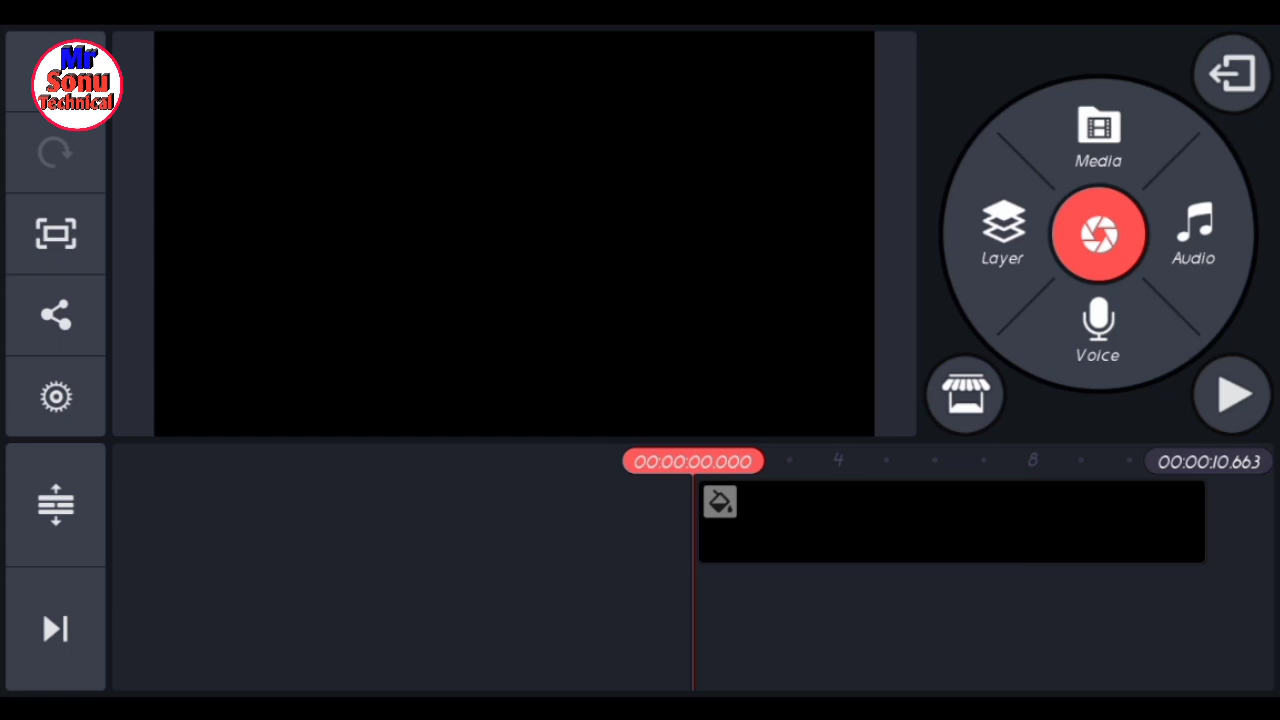 Mr
Sonu
Technical
Media
Layer
Audio
Voice
00:00:00.000
4
8
00:00:10.663